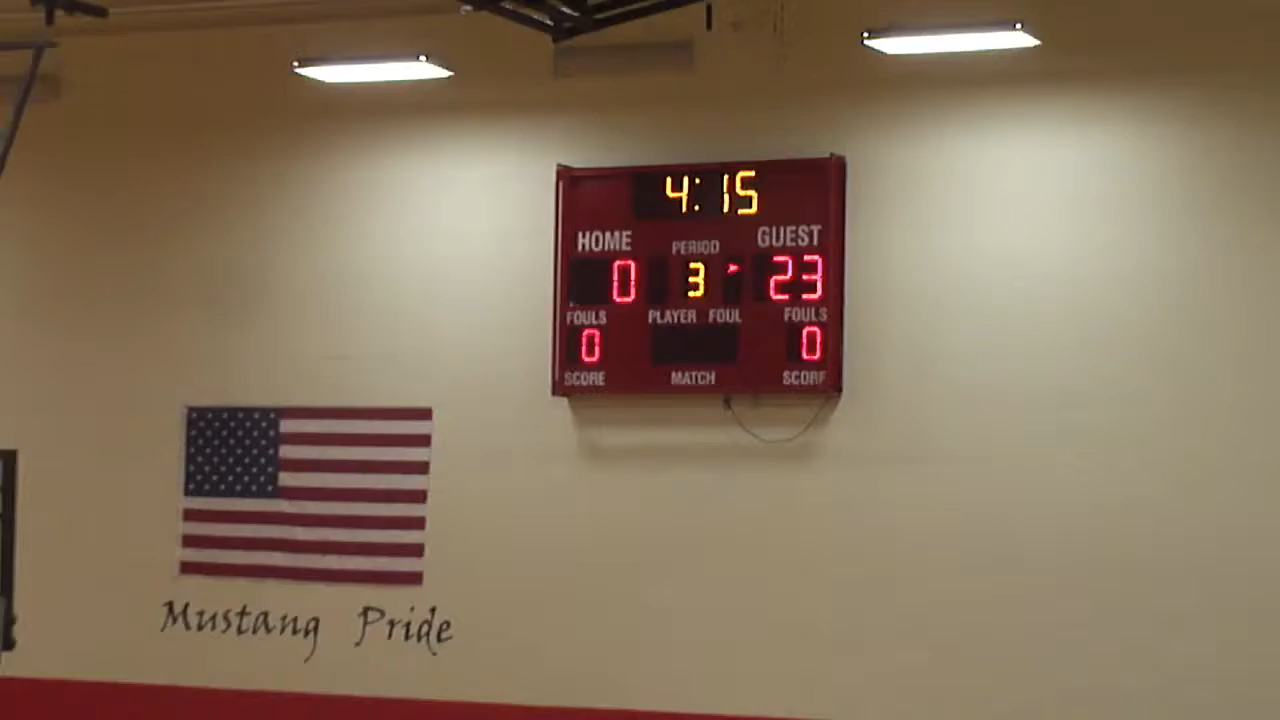 4:15
HOME PERIOD GUEST
0 3 23
FOULS PLAYER FOUL FOULS
0 0
SCORE MATCH SCORE
Mustang Pride